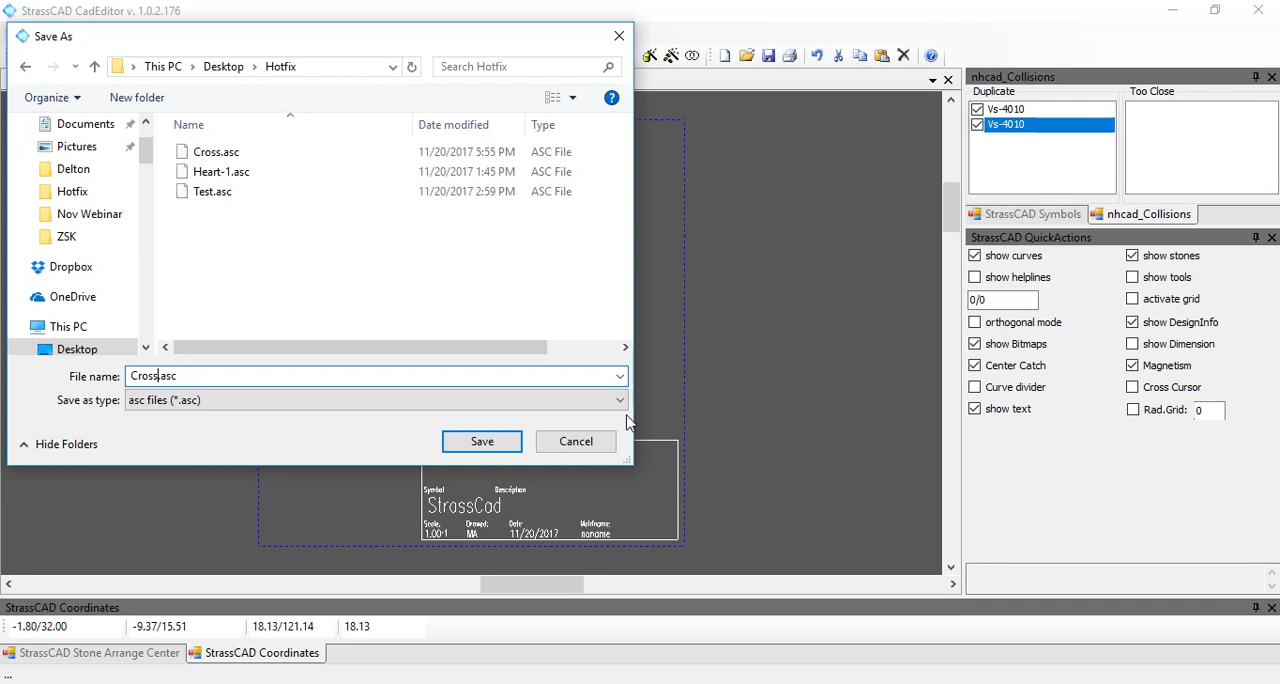 StrassCAD CadEditor v. 1.0.2.176
Save As
This PC > Desktop > Hotfix
Search Hotfix
Organize
New folder
Documents
Pictures
Delton
Hotfix
Nov Webinar
ZSK
Dropbox
OneDrive
This PC
Desktop
Name
Date modified
Type
Cross.asc
11/20/2017 5:55 PM
ASC File
Heart-1.asc
11/20/2017 1:45 PM
ASC File
Test.asc
11/20/2017 2:59 PM
ASC File
File name:
Cross.asc
Save as type:
asc files (*.asc)
Hide Folders
Save
Cancel
Symbol
Description
StrassCad
Scale.
Drawed:
Date:
1.00:1
MA
11/20/2017
noname
nhcad_Collisions
Duplicate
Too Close
Vs-4010
Vs-4010
StrassCAD Symbols
nhcad_Collisions
StrassCAD QuickActions
show curves
show stones
show helplines
show tools
0/0
activate grid
orthogonal mode
show DesignInfo
show Bitmaps
show Dimension
Center Catch
Magnetism
Curve divider
Cross Cursor
show text
Rad.Grid:
0
StrassCAD Coordinates
-1.80/32.00
-9.37/15.51
18.13/121.14
18.13
StrassCAD Stone Arrange Center
StrassCAD Coordinates
...